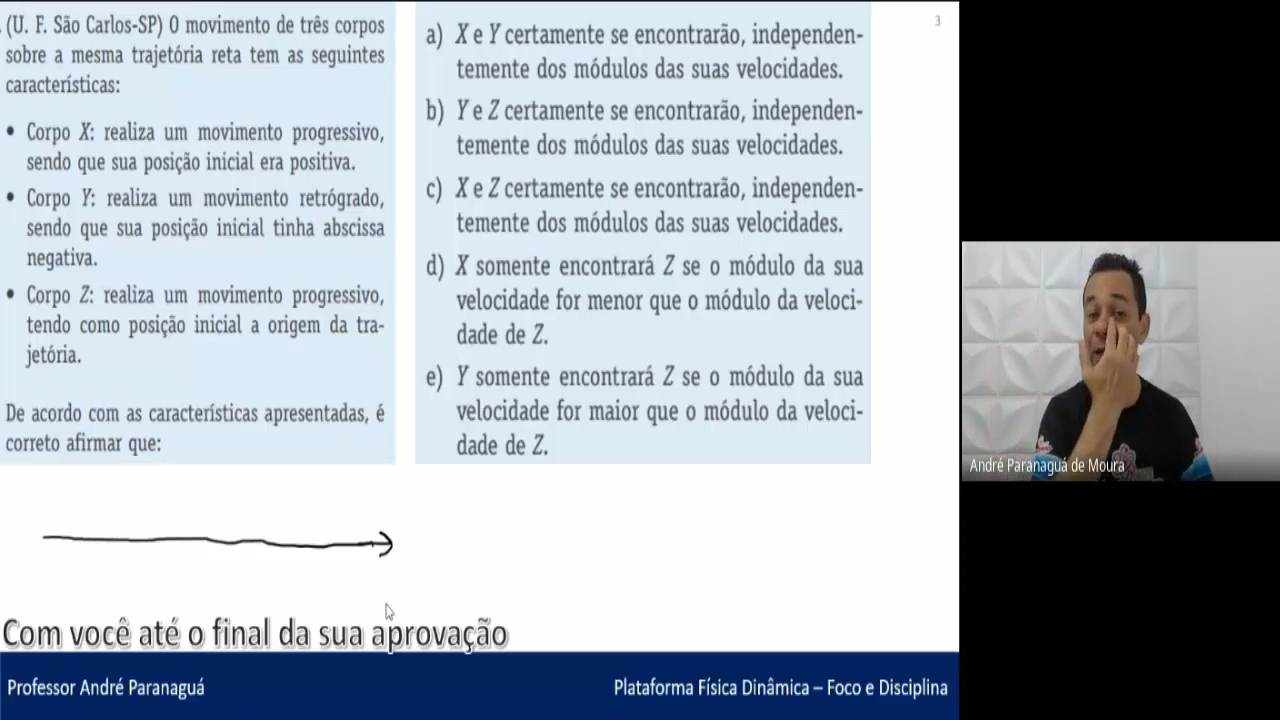 (U. F. São Carlos-SP) O movimento de três corpos
sobre a mesma trajetória reta tem as seguintes
características:
• Corpo X: realiza um movimento progressivo,
sendo que sua posição inicial era positiva.
• Corpo Y: realiza um movimento retrógrado,
sendo que sua posição inicial tinha abscissa
negativa.
• Corpo Z: realiza um movimento progressivo,
tendo como posição inicial a origem da tra-
jetória.
De acordo com as características apresentadas, é
correto afirmar que:
a) X e Y certamente se encontrarão, independen-
temente dos módulos das suas velocidades.
b) Y e Z certamente se encontrarão, independen-
temente dos módulos das suas velocidades.
c) X e Z certamente se encontrarão, independen-
temente dos módulos das suas velocidades.
d) X somente encontrará Z se o módulo da sua
velocidade for menor que o módulo da veloci-
dade de Z.
e) Y somente encontrará Z se o módulo da sua
velocidade for maior que o módulo da veloci-
dade de Z.
3
André Paranaguá de Moura
Com você até o final da sua aprovação
Professor André Paranaguá
Plataforma Física Dinâmica – Foco e Disciplina